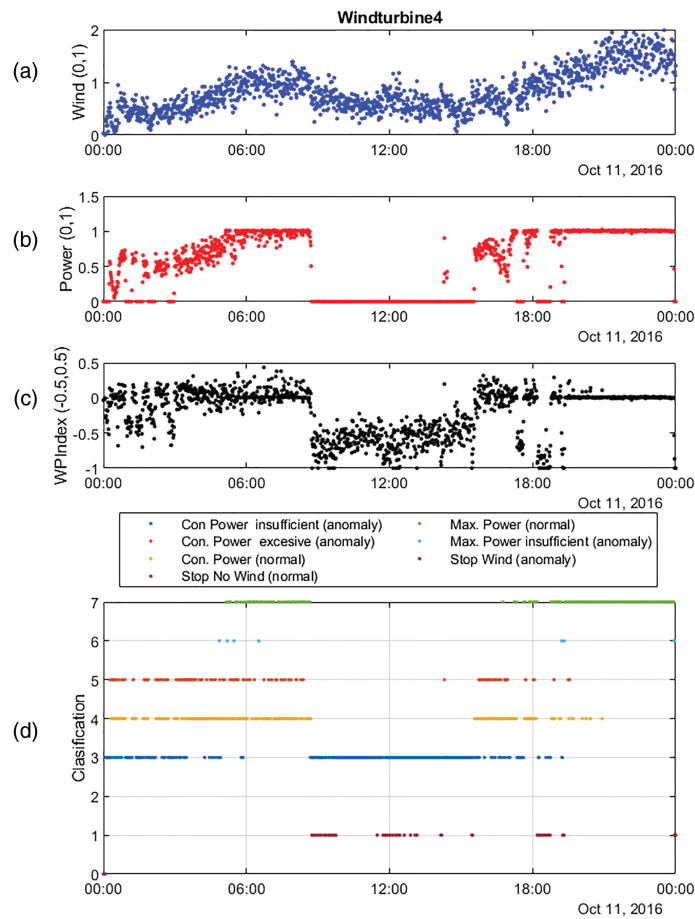 Windturbine4
(a)
Wind (0,1)
2
1
0
00:00 06:00 12:00 18:00 00:00
Oct 11, 2016
(b)
Power (0,1)
1.5
1
0.5
0
00:00 06:00 12:00 18:00 00:00
Oct 11, 2016
(c)
WPIndex (-0.5,0.5)
0.5
0
-0.5
-1
00:00 06:00 12:00 18:00 00:00
Oct 11, 2016
Con Power insufficient (anomaly)
Con. Power excesive (anomaly)
Con. Power (normal)
Stop No Wind (normal)
Max. Power (normal)
Max. Power insufficient (anomaly)
Stop Wind (anomaly)
(d)
Clasification
7
6
5
4
3
2
1
0
00:00 06:00 12:00 18:00 00:00
Oct 11, 2016